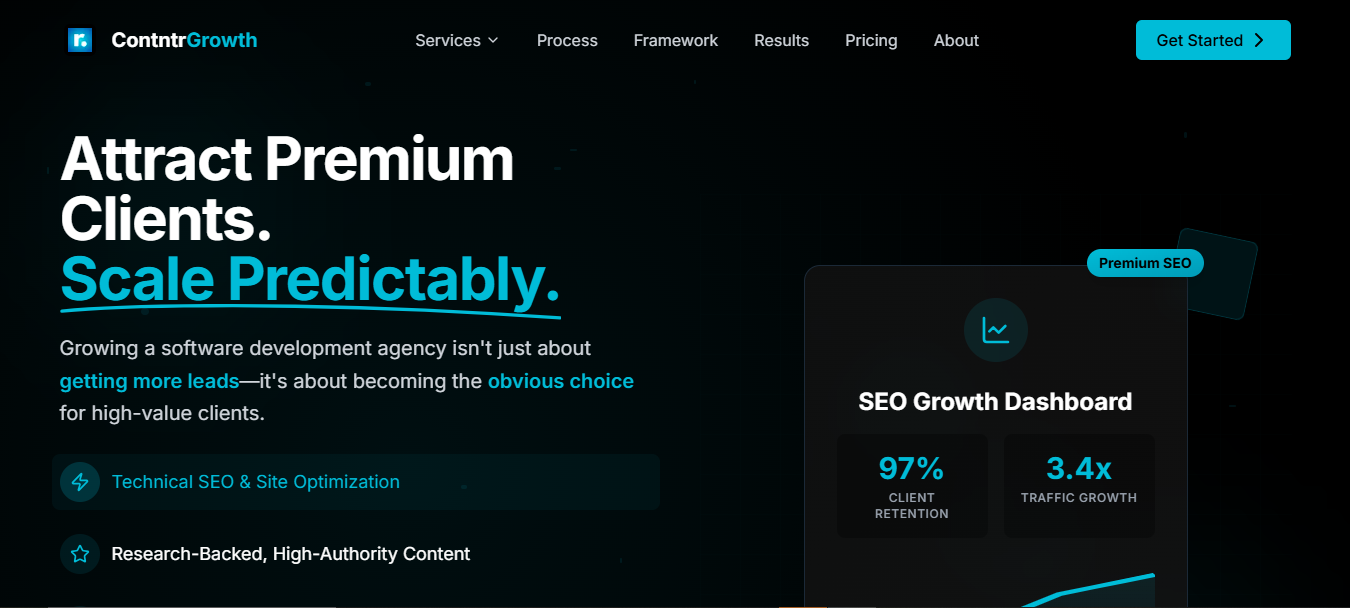 r.
ContntrGrowth
Services
Process
Framework
Results
Pricing
About
Get Started
Attract Premium
Clients.
Scale Predictably.
Growing a software development agency isn't just about
getting more leads—it's about becoming the obvious choice
for high-value clients.
Technical SEO & Site Optimization
Research-Backed, High-Authority Content
Premium SEO
SEO Growth Dashboard
97%
CLIENT
RETENTION
3.4x
TRAFFIC GROWTH